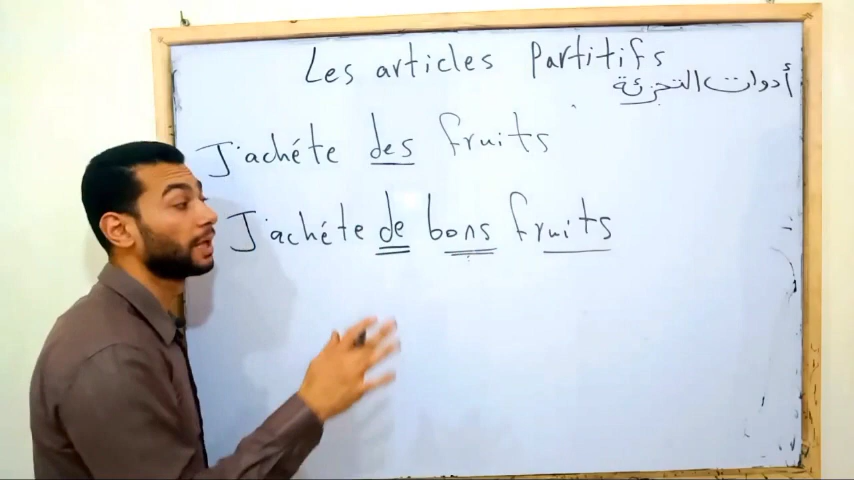 Les articles Partitifs
أدوات التجزئة
J'achéte des fruits
J'achéte de bons fruits